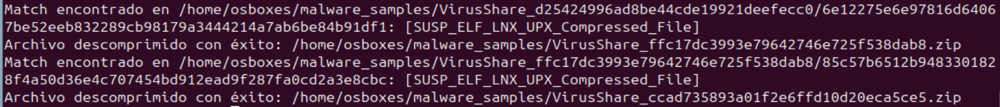 Match encontrado en /home/osboxes/malware_samples/VirusShare_d25424996ad8be44cde19921deefecc0/6e12275e6e97816d6406
7be52eeb832289cb98179a3444214a7ab6be84b91df1: [SUSP_ELF_LNX_UPX_Compressed_File]
Archivo descomprimido con éxito: /home/osboxes/malware_samples/VirusShare_ffc17dc3993e79642746e725f538dab8.zip
Match encontrado en /home/osboxes/malware_samples/VirusShare_ffc17dc3993e79642746e725f538dab8/85c57b6512b948330182
8f4a50d36e4c707454bd912ead9f287fa0cd2a3e8cbc: [SUSP_ELF_LNX_UPX_Compressed_File]
Archivo descomprimido con éxito: /home/osboxes/malware_samples/VirusShare_ccad735893a01f2e6ffd10d20eca5ce5.zip